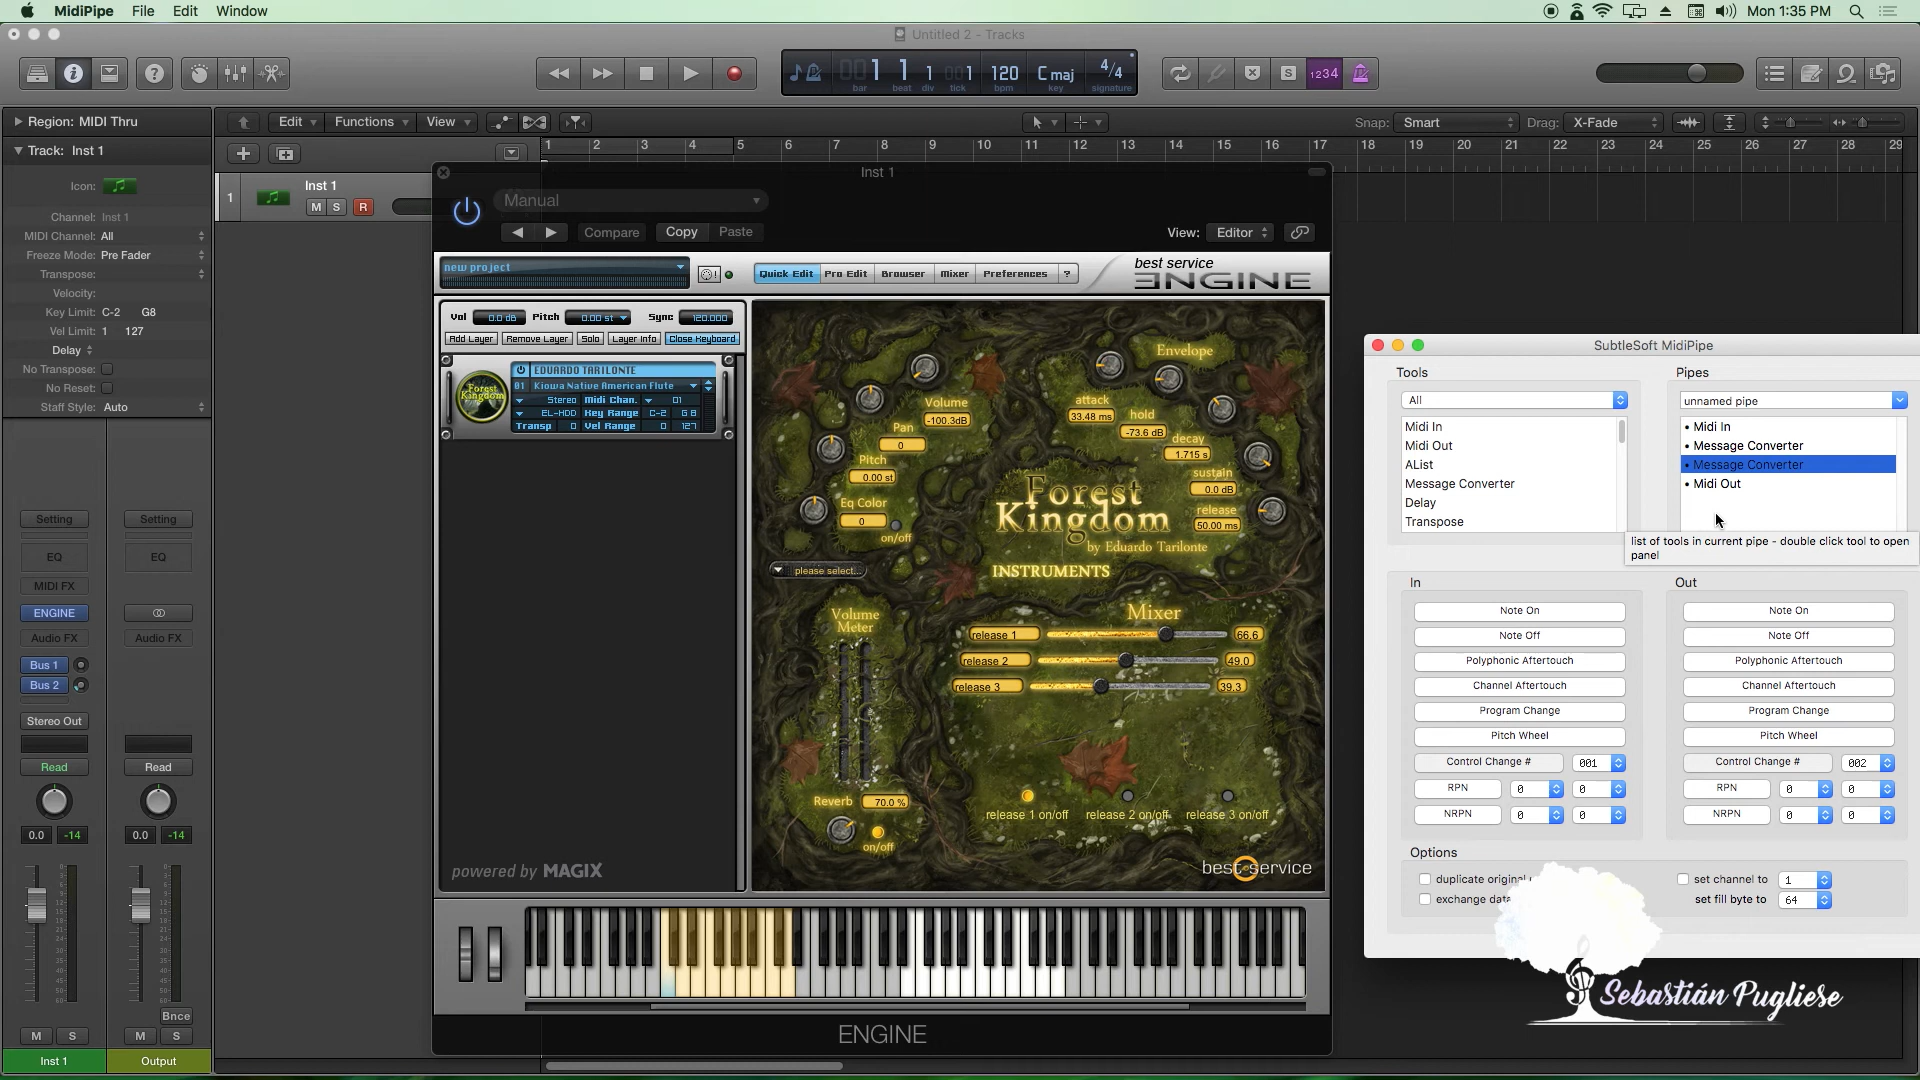 MidiPipe File Edit Window Mon 1:35 PM
Untitled 2 - Tracks
1 1 1 1 120 C maj 4/4
bar beat div tick bpm key signature
1234
Region: MIDI Thru
Edit Functions View Snap: Smart Drag: X-Fade
Track: Inst 1
1 2 3 4 5 6 7 8 9 10 11 12 13 14 15 16 17 18 19 20 21 22 23 24 25 26 27 28 29
Icon:
Channel: Inst 1
MIDI Channel: All
Freeze Mode: Pre Fader
Transpose:
Velocity:
Key Limit: C-2 G8
Vel Limit: 1 127
Delay
No Transpose:
No Reset:
Staff Style: Auto
1 Inst 1
M S R
Inst 1
Manual
Compare Copy Paste View: Editor
new project
Quick Edit Pro Edit Browser Mixer Preferences ?
best service
ENGINE
Vol 0.0 dB Pitch 0.00 st Sync 120.000
Add Layer Remove Layer Solo Layer Info Close Keyboard
Forest Kingdom
EDUARDO TARILONTE
01 Kiowa Native American Flute
Stereo Midi Chan. 01
EL-HDD Key Range C-2 G 8
Transp 0 Vel Range 0 127
Envelope
Volume
-100.3dB
Pan
0
Pitch
0.00 st
Eq Color
0
on/off
attack
33.48 ms
hold
-73.6 dB
decay
1.715 s
sustain
0.0 dB
release
50.00 ms
Forest
Kingdom
by Eduardo Tarilonte
INSTRUMENTS
please select...
Volume
Meter
Mixer
release 1 66.6
release 2 49.0
release 3 39.3
Reverb 70.0 %
on/off
release 1 on/off release 2 on/off release 3 on/off
powered by MAGIX
best service
ENGINE
SubtleSoft MidiPipe
Tools
All
Midi In
Midi Out
AList
Message Converter
Delay
Transpose
Pipes
unnamed pipe
• Midi In
• Message Converter
• Message Converter
• Midi Out
list of tools in current pipe - double click tool to open
panel
In
Note On
Note Off
Polyphonic Aftertouch
Channel Aftertouch
Program Change
Pitch Wheel
Control Change # 001
RPN 0 0
NRPN 0 0
Out
Note On
Note Off
Polyphonic Aftertouch
Channel Aftertouch
Program Change
Pitch Wheel
Control Change # 002
RPN 0 0
NRPN 0 0
Options
duplicate original
exchange data
set channel to 1
set fill byte to 64
Sebastián Pugliese
Setting Setting
EQ EQ
MIDI FX
ENGINE
Audio FX Audio FX
Bus 1
Bus 2
Stereo Out
Read Read
0.0 -14 0.0 -14
Bnce
M S M S
Inst 1 Output